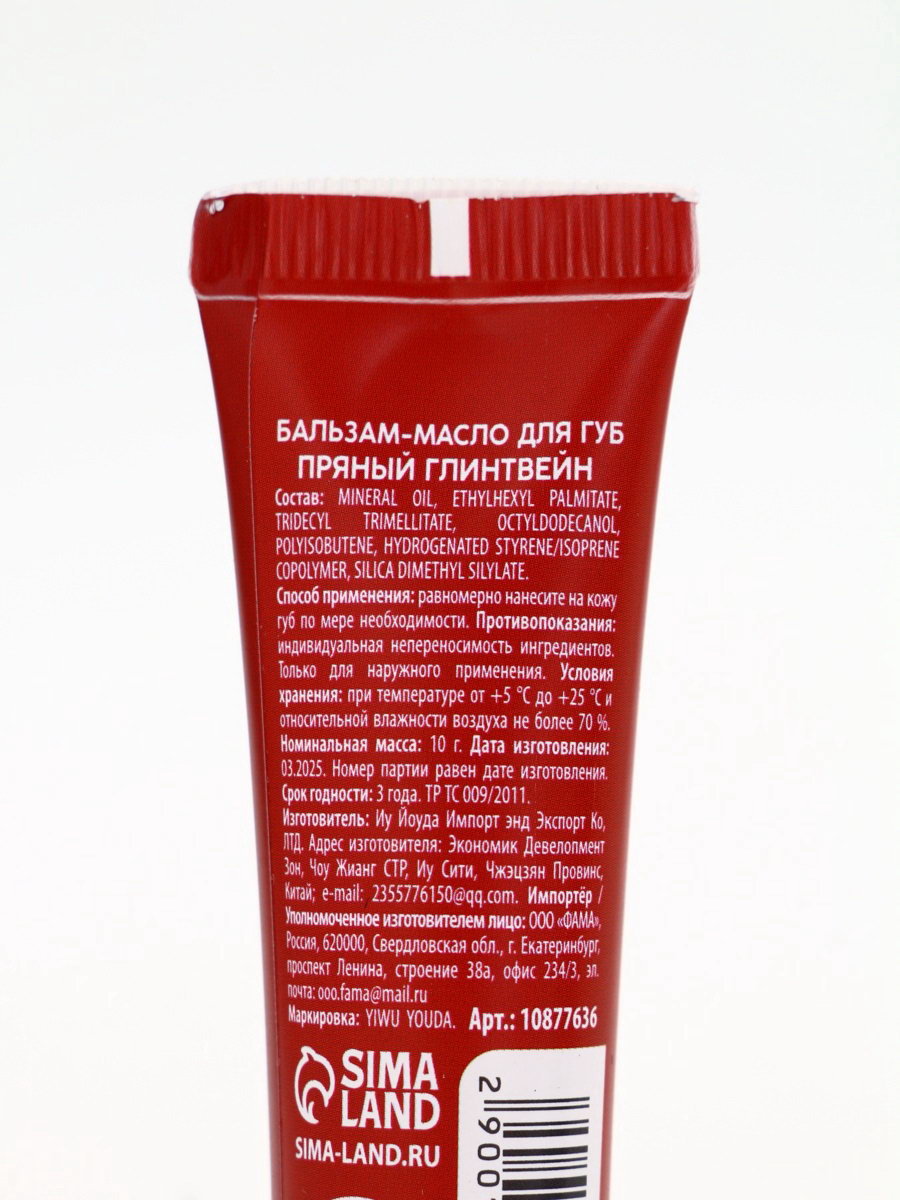 БАЛЬЗАМ-МАСЛО ДЛЯ ГУБ
ПРЯНЫЙ ГЛИНТВЕЙН
Состав: MINERAL OIL, ETHYLHEXYL PALMITATE,
TRIDECYL TRIMELLITATE, OCTYLDODECANOL,
POLYISOBUTENE, HYDROGENATED STYRENE/ISOPRENE
COPOLYMER, SILICA DIMETHYL SILYLATE.
Способ применения: равномерно нанесите на кожу
губ по мере необходимости. Противопоказания:
индивидуальная непереносимость ингредиентов.
Только для наружного применения. Условия
хранения: при температуре от +5 °C до +25 °C и
относительной влажности воздуха не более 70 %.
Номинальная масса: 10 г. Дата изготовления:
03.2025. Номер партии равен дате изготовления.
Срок годности: 3 года. ТР ТС 009/2011.
Изготовитель: Иу Йоуда Импорт энд Экспорт Ко,
ЛТД. Адрес изготовителя: Экономик Девелопмент
Зон, Чоу Жианг СТР, Иу Сити, Чжэцзян Провинс,
Китай; e-mail: 2355776150@qq.com. Импортёр /
Уполномоченное изготовителем лицо: ООО «ФАМА»,
Россия, 620000, Свердловская обл., г. Екатеринбург,
проспект Ленина, строение 38а, офис 234/3, эл.
почта: ooo.fama@mail.ru
Маркировка: YIWU YOUDA. Арт.: 10877636
SIMA
LAND
SIMA-LAND.RU
2 900